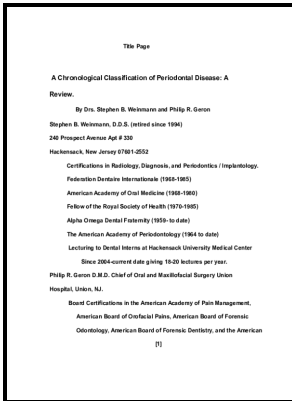 Title Page
A Chronological Classification of Periodontal Disease: A
Review.
By Drs. Stephen B. Weinmann and Philip R. Geron
Stephen B. Weinmann, D.D.S. (retired since 1994)
240 Prospect Avenue Apt # 330
Hackensack, New Jersey 07601-2552
Certifications in Radiology, Diagnosis, and Periodontics / Implantology.
Federation Dentaire Internationale (1968-1985)
American Academy of Oral Medicine (1968-1980)
Fellow of the Royal Society of Health (1970-1985)
Alpha Omega Dental Fraternity (1959- to date)
The American Academy of Periodontology (1964 to date)
Lecturing to Dental Interns at Hackensack University Medical Center
Since 2004-current date giving 18-20 lectures per year.
Philip R. Geron D.M.D. Chief of Oral and Maxillofacial Surgery Union
Hospital, Union, NJ.
Board Certifications in the American Academy of Pain Management,
American Board of Orofacial Pains, American Board of Forensic
Odontology, American Board of Forensic Dentistry, and the American
[1]